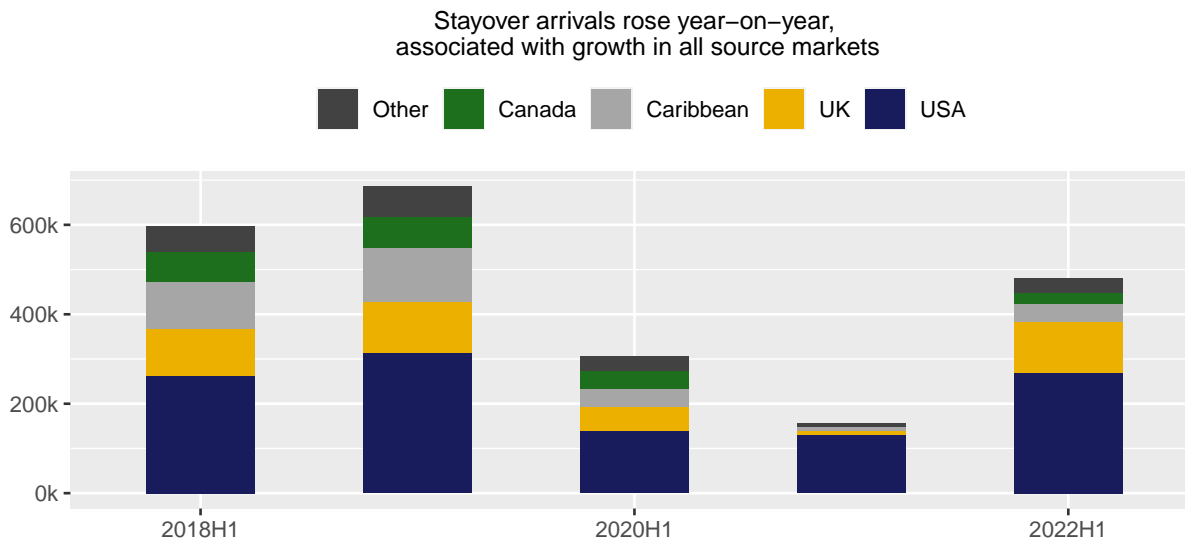 Stayover arrivals rose year−on−year,
associated with growth in all source markets
Other Canada Caribbean UK USA
600k
400k
200k
0k
2018H1 2020H1 2022H1